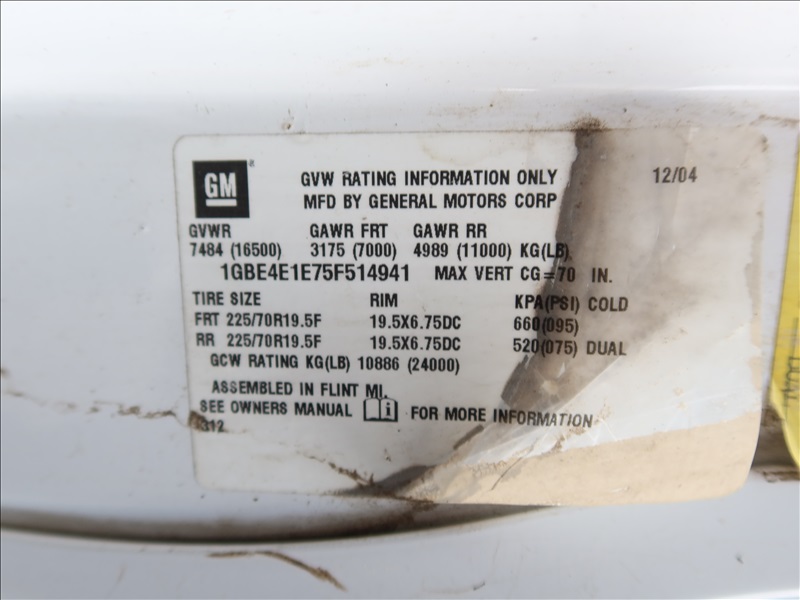 GM ®
GVW RATING INFORMATION ONLY 12/04
MFD BY GENERAL MOTORS CORP
GVWR GAWR FRT GAWR RR
7484 (16500) 3175 (7000) 4989 (11000) KG(LB)
1GBE4E1E75F514941 MAX VERT CG=70 IN.
TIRE SIZE RIM KPA(PSI) COLD
FRT 225/70R19.5F 19.5X6.75DC 660(095)
RR 225/70R19.5F 19.5X6.75DC 520(075) DUAL
GCW RATING KG(LB) 10886 (24000)
ASSEMBLED IN FLINT MI.
SEE OWNERS MANUAL i FOR MORE INFORMATION
312